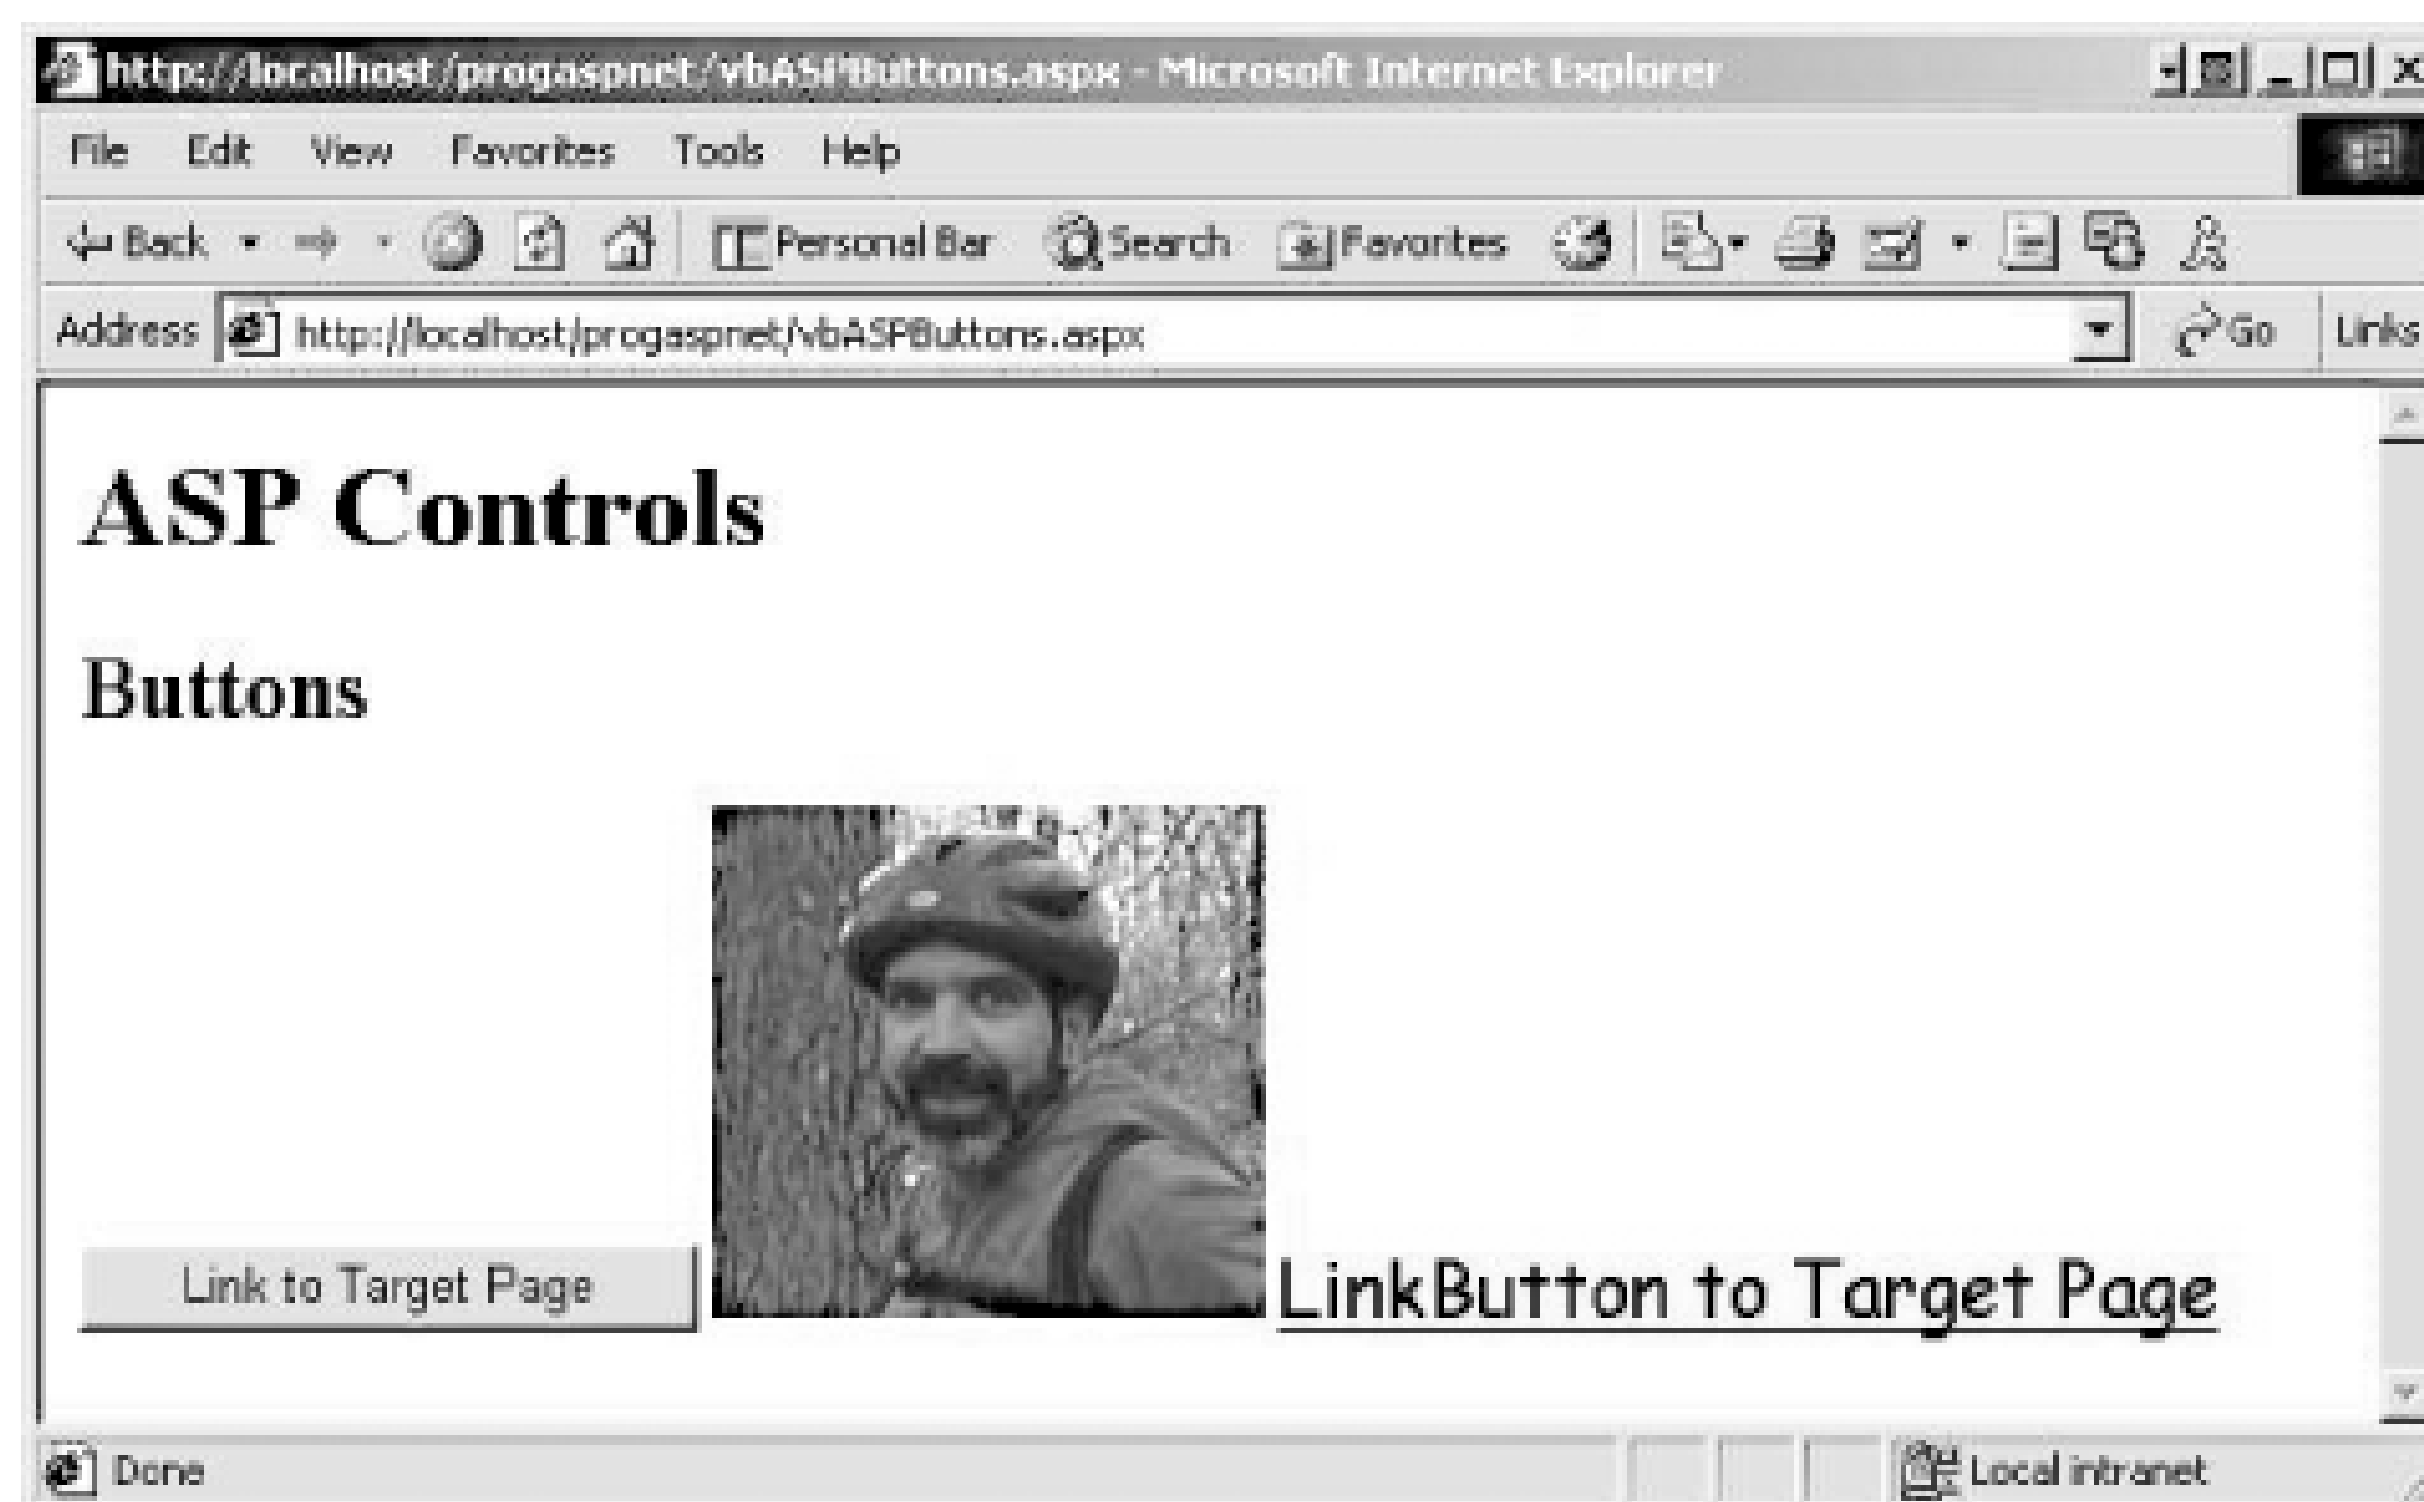 http://localhost/progaspnet/vbASPButtons.aspx - Microsoft Internet Explorer
File Edit View Favorites Tools Help
Back Personal Bar Search Favorites
Address http://localhost/progaspnet/vbASPButtons.aspx Go Links
ASP Controls
Buttons
Link to Target Page LinkButton to Target Page
Done Local intranet